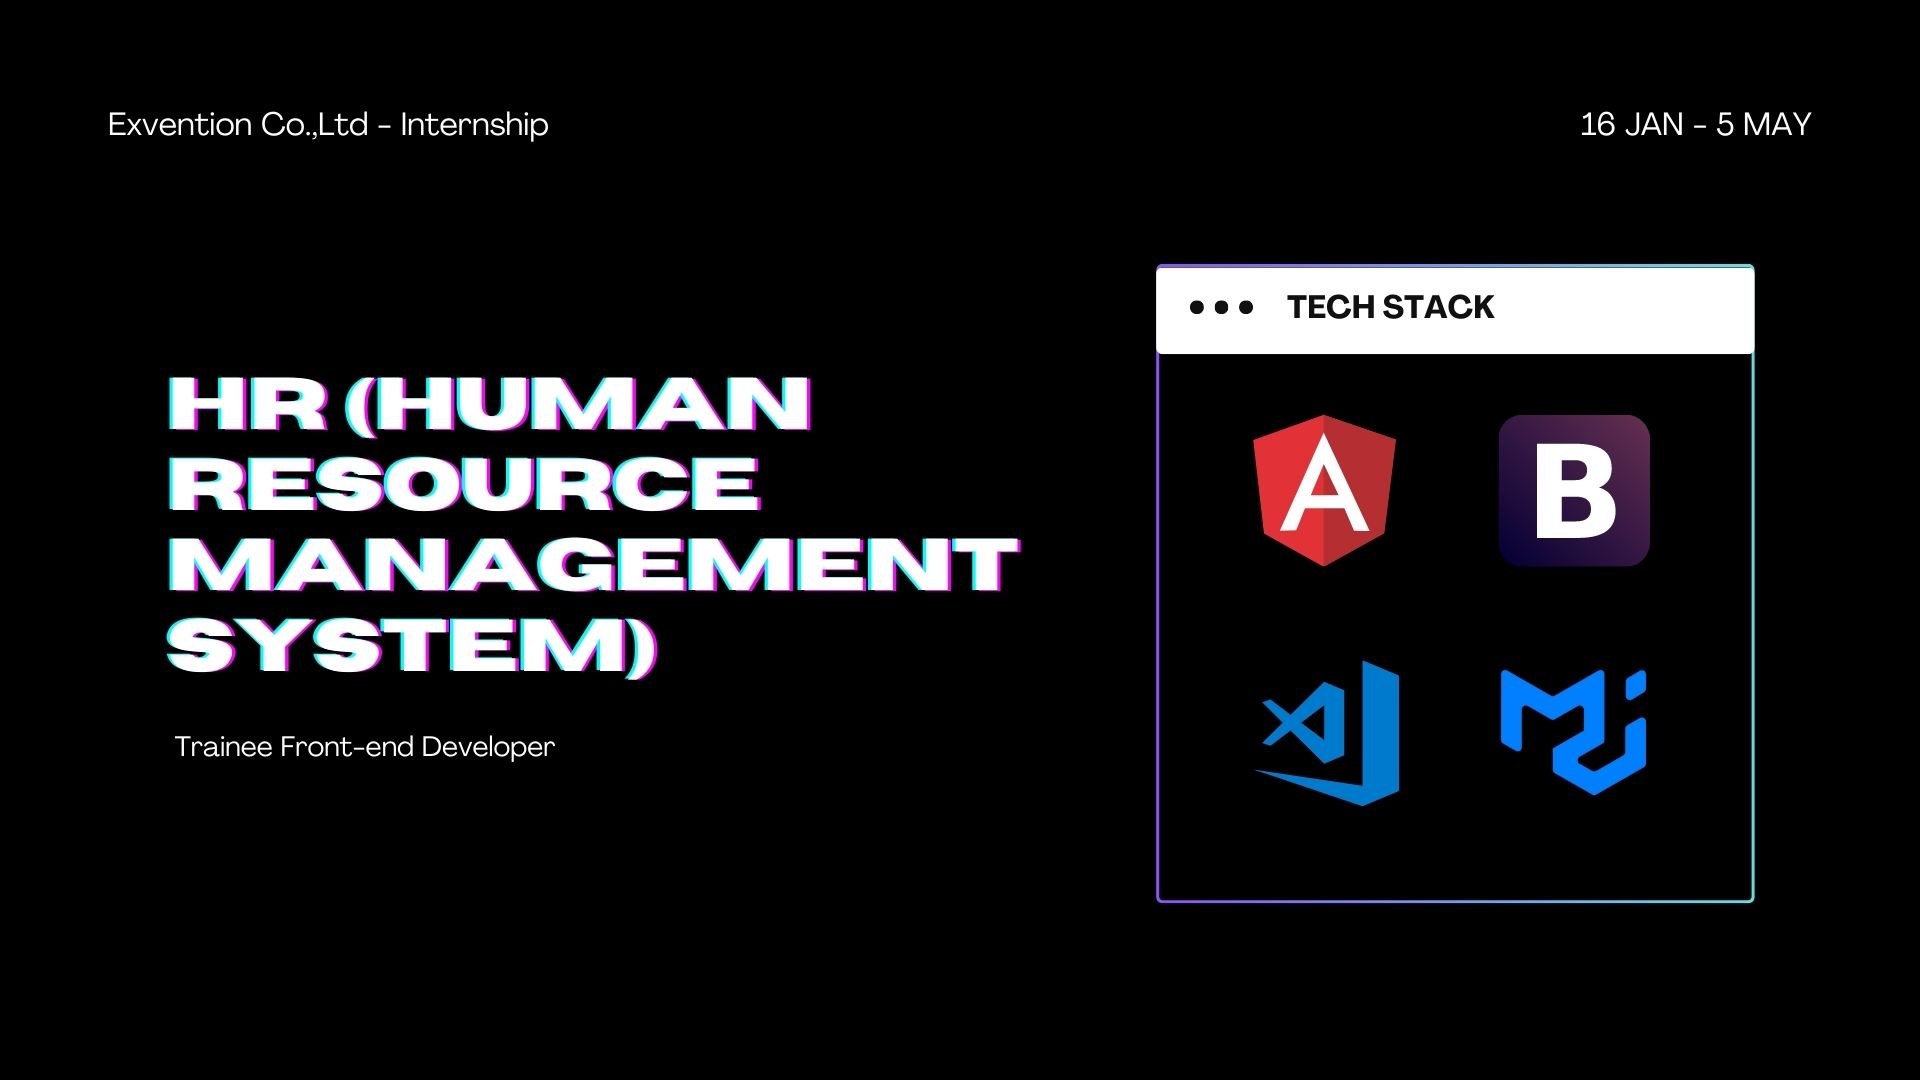 Exvention Co.,Ltd - Internship
16 JAN - 5 MAY
HR (HUMAN
RESOURCE
MANAGEMENT
SYSTEM)
Trainee Front-end Developer
TECH STACK
A
B